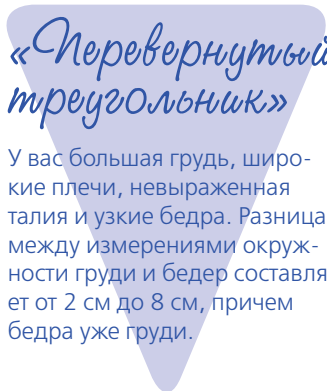 «Перевернутый
треугольник»
У вас большая грудь, широ-
кие плечи, невыраженная
талия и узкие бедра. Разница
между измерениями окруж-
ности груди и бедер составля
ет от 2 см до 8 см, причем
бедра уже груди.